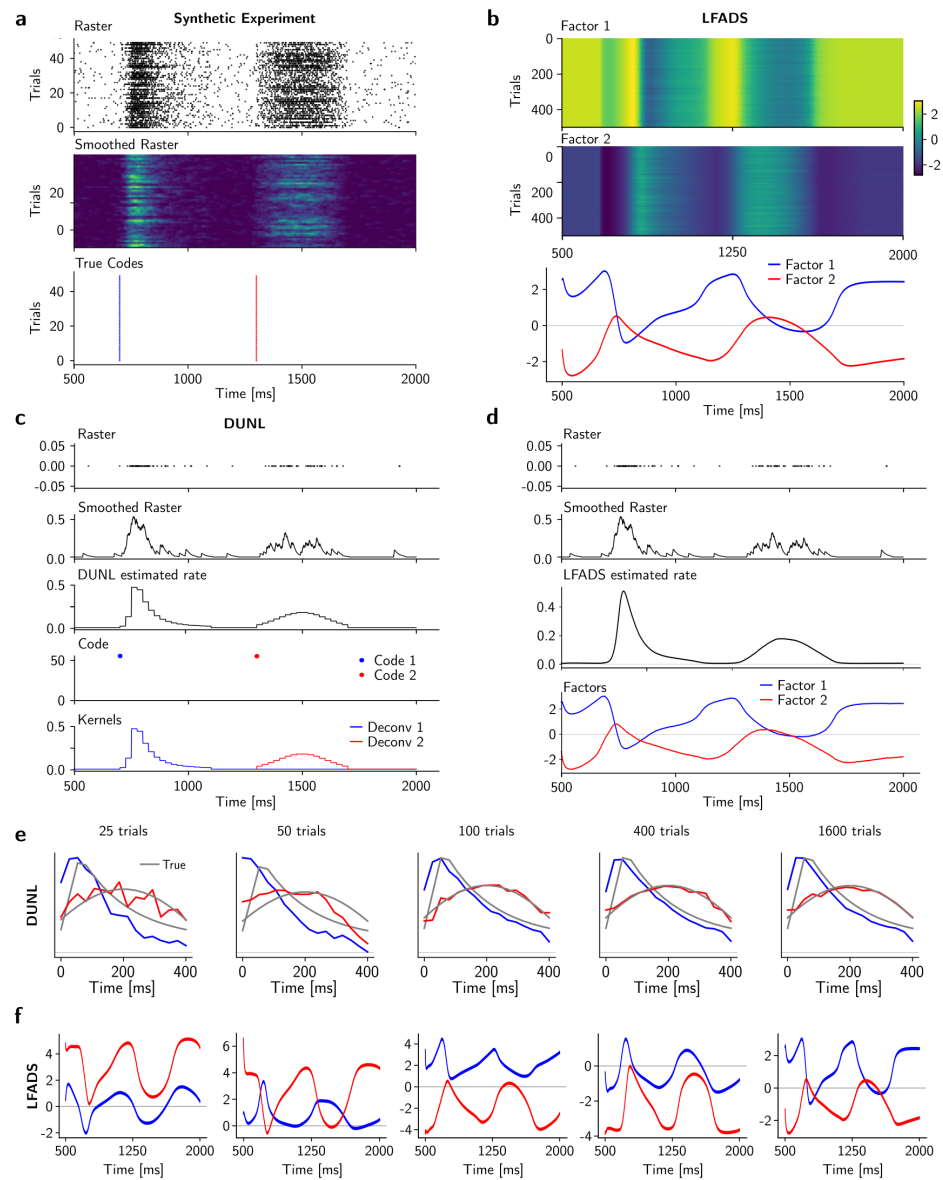 a
Synthetic Experiment
Raster
40
20
0
Trials
Smoothed Raster
20
0
Trials
True Codes
40
20
0
Trials
500 1000 1500 2000
Time [ms]
b
LFADS
Factor 1
0
200
400
Trials
Factor 2
0
200
400
Trials
500 1250 2000
2
0
-2
2
0
-2
Factor 1
Factor 2
500 1000 1500 2000
Time [ms]
c
DUNL
Raster
0.05
0.00
-0.05
Smoothed Raster
0.5
0.0
DUNL estimated rate
0.5
0.0
Code
50
0
Code 1
Code 2
Kernels
0.5
0.0
Deconv 1
Deconv 2
500 1000 1500 2000
Time [ms]
d
Raster
0.05
0.00
-0.05
Smoothed Raster
0.5
0.0
LFADS estimated rate
0.4
0.2
0.0
Factors
2
0
-2
Factor 1
Factor 2
500 1000 1500 2000
Time [ms]
e
25 trials 50 trials 100 trials 400 trials 1600 trials
DUNL
True
0 200 400 0 200 400 0 200 400 0 200 400 0 200 400
Time [ms] Time [ms] Time [ms] Time [ms] Time [ms]
f
LFADS
4
2
0
-2
6
4
2
0
4
2
0
-2
-4
0
-2
-4
2
0
-2
500 1250 2000 500 1250 2000 500 1250 2000 500 1250 2000 500 1250 2000
Time [ms] Time [ms] Time [ms] Time [ms] Time [ms]